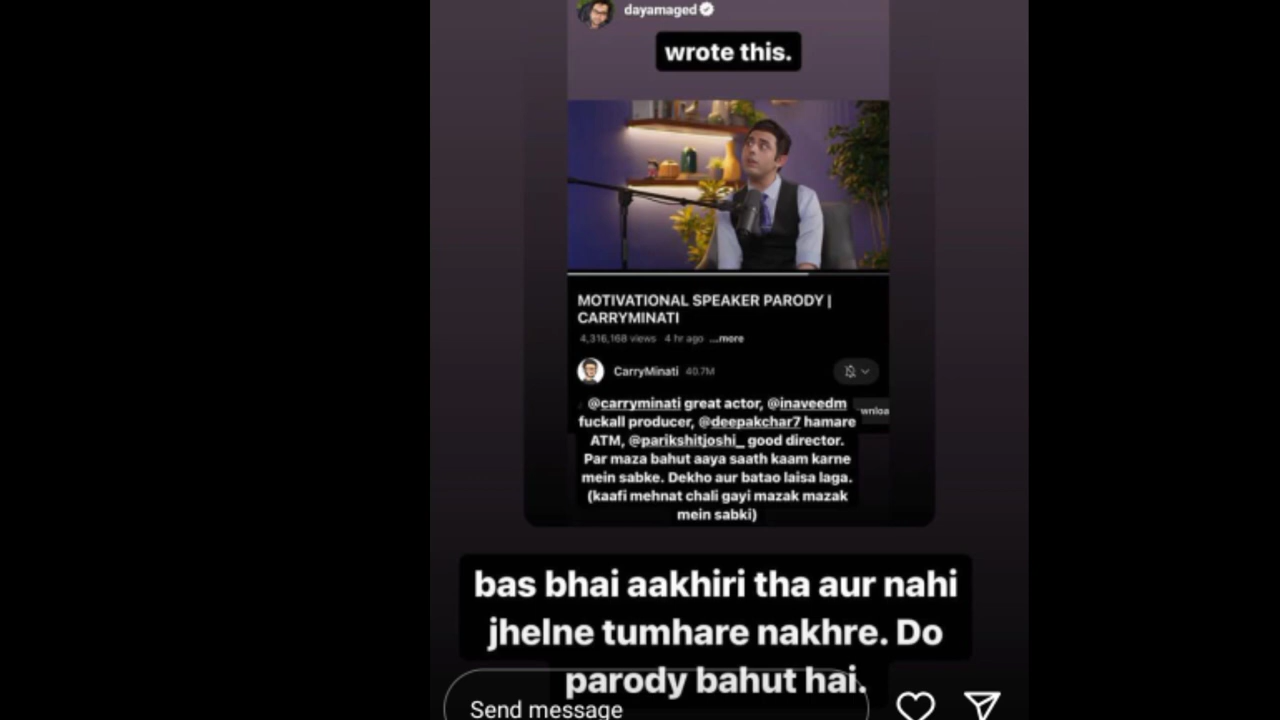 dayamaged
wrote this.
MOTIVATIONAL SPEAKER PARODY |
CARRYMINATI
4,316,168 views 4 hr ago ...more
CarryMinati 40.7M
@carryminati great actor, @inaveedm
fuckall producer, @deepakchar7 hamare
ATM, @parikshitjoshi_ good director.
Par maza bahut aaya saath kaam karne
mein sabke. Dekho aur batao laisa laga.
(kaafi mehnat chali gayi mazak mazak
mein sabki)
bas bhai aakhiri tha aur nahi
jhelne tumhare nakhre. Do
parody bahut hai.
Send message